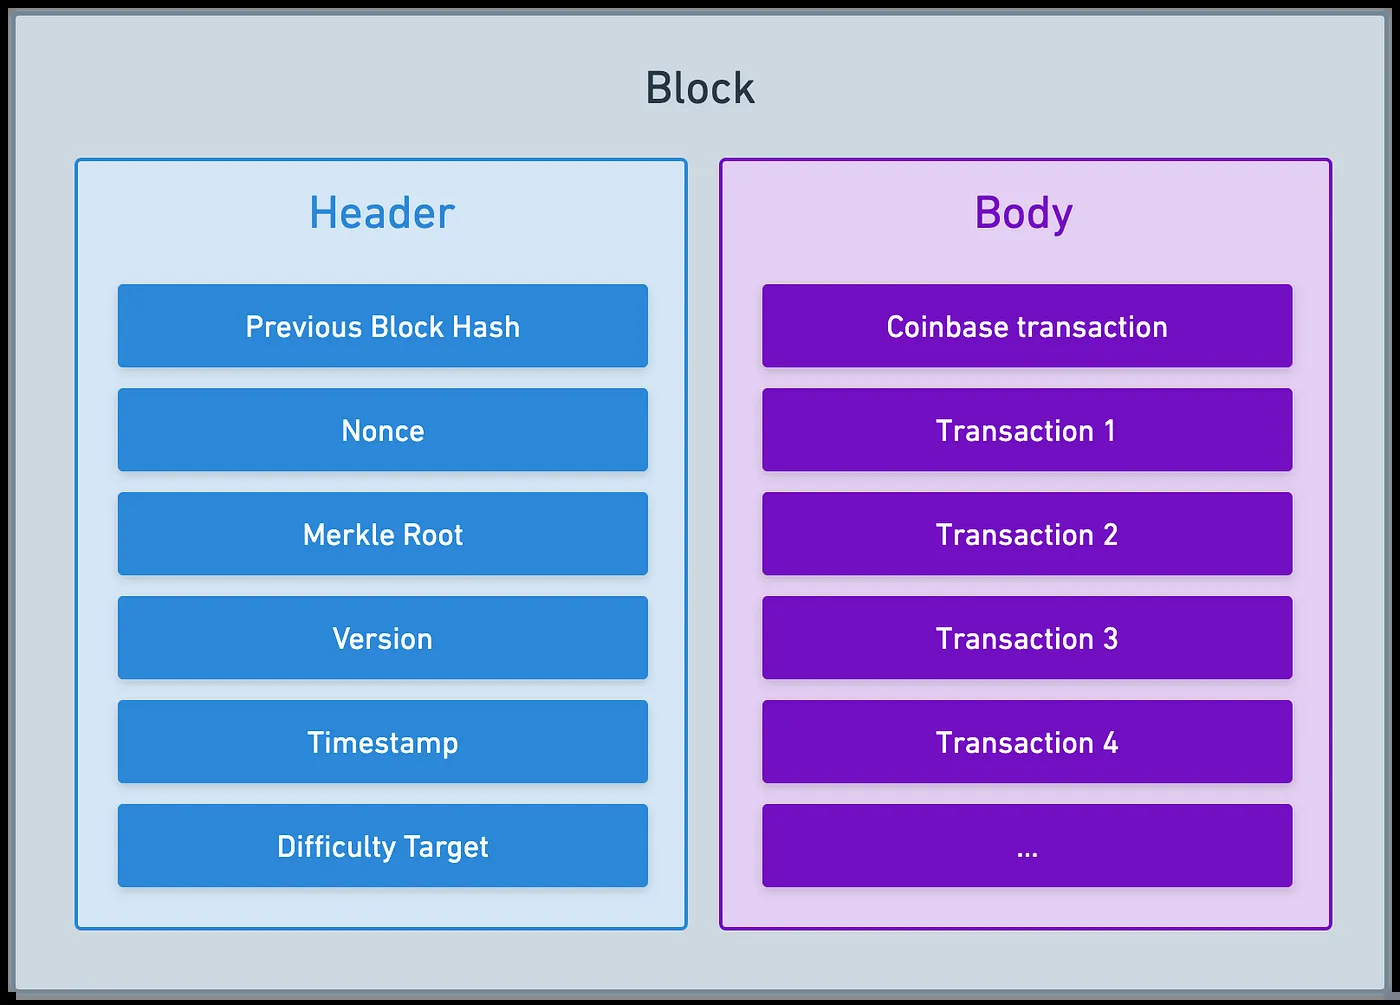 Block
Header
Previous Block Hash
Nonce
Merkle Root
Version
Timestamp
Difficulty Target
Body
Coinbase transaction
Transaction 1
Transaction 2
Transaction 3
Transaction 4
...